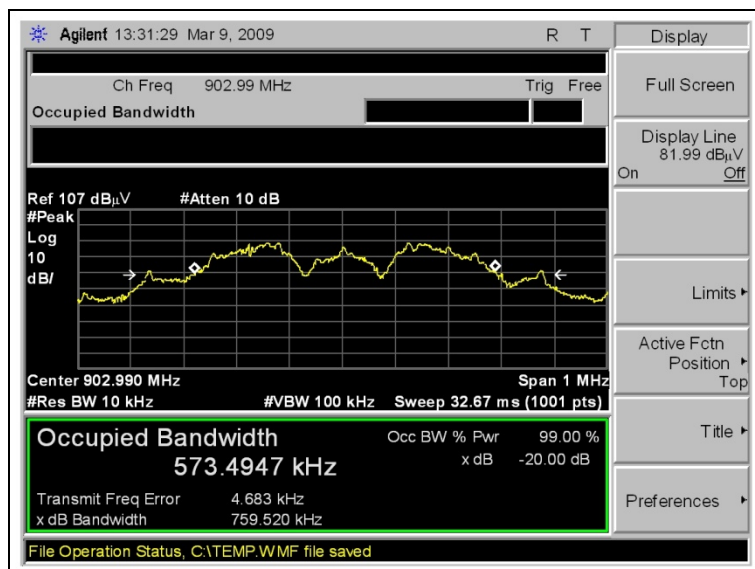 Agilent 13:31:29 Mar 9, 2009 R T
Display
Ch Freq 902.99 MHz Trig Free
Occupied Bandwidth
Full Screen
Display Line
81.99 dBµV
On Off
Ref 107 dBµV #Atten 10 dB
#Peak
Log
10
dB/
Limits
Active Fctn
Position
Top
Center 902.990 MHz Span 1 MHz
#Res BW 10 kHz #VBW 100 kHz Sweep 32.67 ms (1001 pts)
Occupied Bandwidth Occ BW % Pwr 99.00 %
573.4947 kHz x dB -20.00 dB
Title
Transmit Freq Error 4.683 kHz
x dB Bandwidth 759.520 kHz
Preferences
File Operation Status, C:\TEMP.WMF file saved